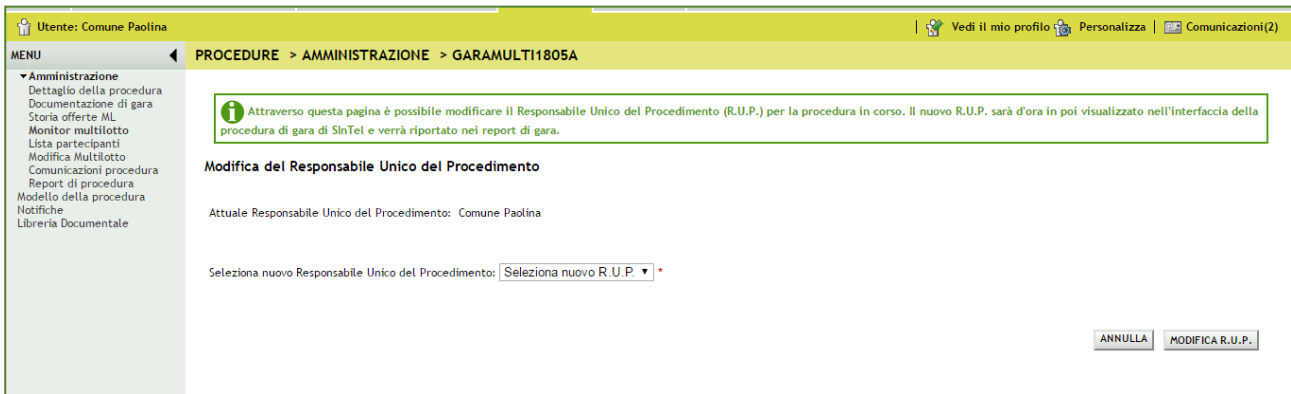 Utente: Comune Paolina
| Vedi il mio profilo Personalizza | Comunicazioni(2)
MENU
PROCEDURE > AMMINISTRAZIONE > GARAMULTI1805A
Amministrazione
Dettaglio della procedura
Documentazione di gara
Storia offerte ML
Monitor multilotto
Lista partecipanti
Modifica Multilotto
Comunicazioni procedura
Report di procedura
Modello della procedura
Notifiche
Libreria Documentale
Attraverso questa pagina è possibile modificare il Responsabile Unico del Procedimento (R.U.P.) per la procedura in corso. Il nuovo R.U.P. sarà d'ora in poi visualizzato nell'interfaccia della
procedura di gara di SInTel e verrà riportato nei report di gara.
Modifica del Responsabile Unico del Procedimento
Attuale Responsabile Unico del Procedimento: Comune Paolina
Seleziona nuovo Responsabile Unico del Procedimento: Seleziona nuovo R.U.P. *
ANNULLA MODIFICA R.U.P.